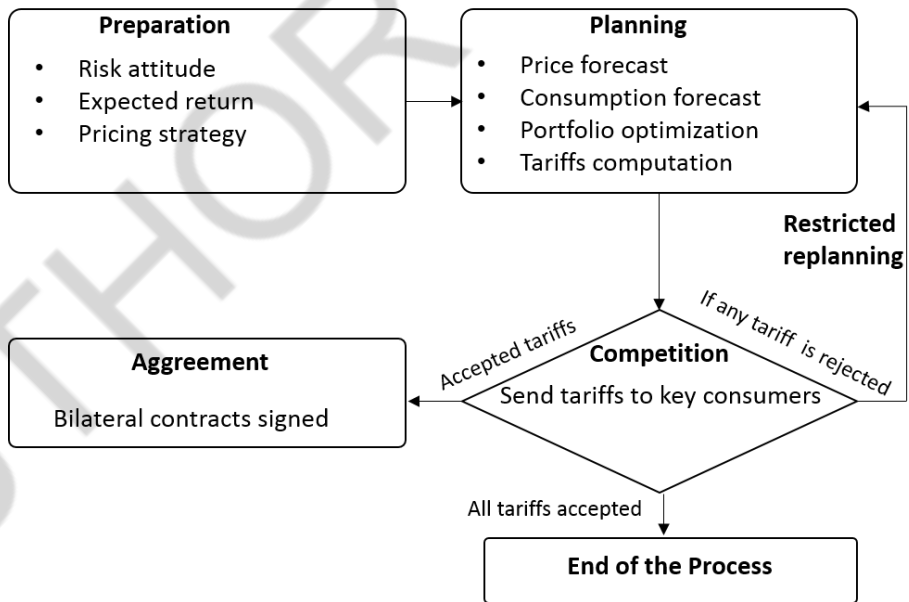 Preparation
• Risk attitude
• Expected return
• Pricing strategy
Planning
• Price forecast
• Consumption forecast
• Portfolio optimization
• Tariffs computation
Restricted
replanning
If any tariff is rejected
Accepted tariffs
Competition
Send tariffs to key consumers
Aggreement
Bilateral contracts signed
All tariffs accepted
End of the Process
THOR